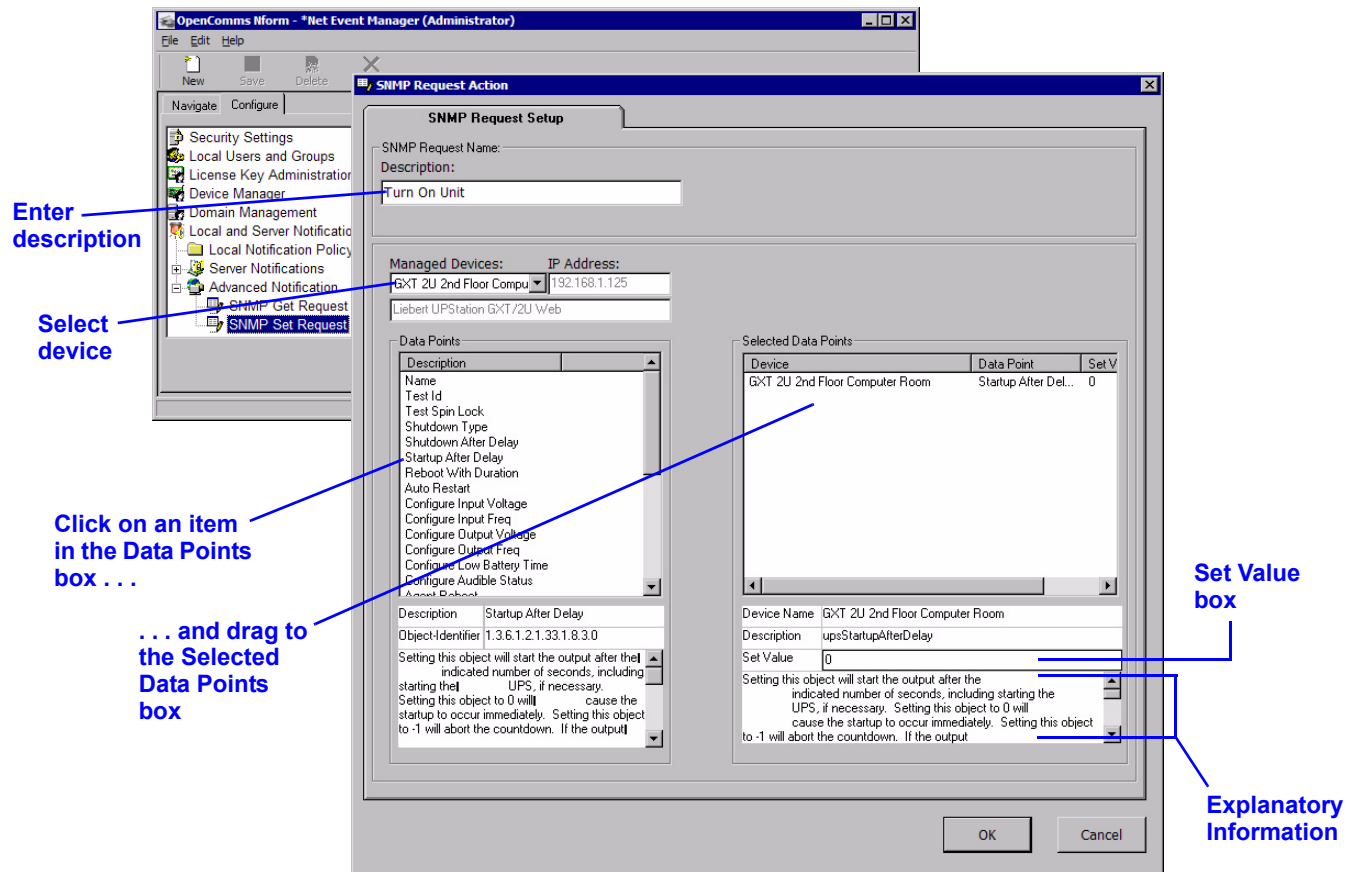 OpenComms Nform - *Net Event Manager (Administrator)
File Edit Help
New Save Delete
Navigate Configure
Security Settings
Local Users and Groups
License Key Administration
Device Manager
Domain Management
Local and Server Notificatio
Local Notification Policy
Server Notifications
Advanced Notification
SNMP Get Request
SNMP Set Request
SNMP Request Action
SNMP Request Setup
SNMP Request Name:
Description:
Turn On Unit
Managed Devices: IP Address:
GXT 2U 2nd Floor Compu 192.168.1.125
Liebert UPStation GXT/2U Web
Data Points
Description
Name
Test Id
Test Spin Lock
Shutdown Type
Shutdown After Delay
Startup After Delay
Reboot With Duration
Auto Restart
Configure Input Voltage
Configure Input Freq
Configure Output Voltage
Configure Output Freq
Configure Low Battery Time
Configure Audible Status
Agent Reboot
Description Startup After Delay
Object-Identifier 1.3.6.1.2.1.33.1.8.3.0
Setting this object will start the output after the
indicated number of seconds, including
starting the UPS, if necessary.
Setting this object to 0 will cause the
startup to occur immediately. Setting this object
to -1 will abort the countdown. If the output
Selected Data Points
Device Data Point Set V
GXT 2U 2nd Floor Computer Room Startup After Del... 0
Device Name GXT 2U 2nd Floor Computer Room
Description upsStartupAfterDelay
Set Value 0
Setting this object will start the output after the
indicated number of seconds, including starting the
UPS, if necessary. Setting this object to 0 will
cause the startup to occur immediately. Setting this object
to -1 will abort the countdown. If the output
OK Cancel
Enter
description
Select
device
Click on an item
in the Data Points
box . . .
. . . and drag to
the Selected
Data Points
box
Set Value
box
Explanatory
Information